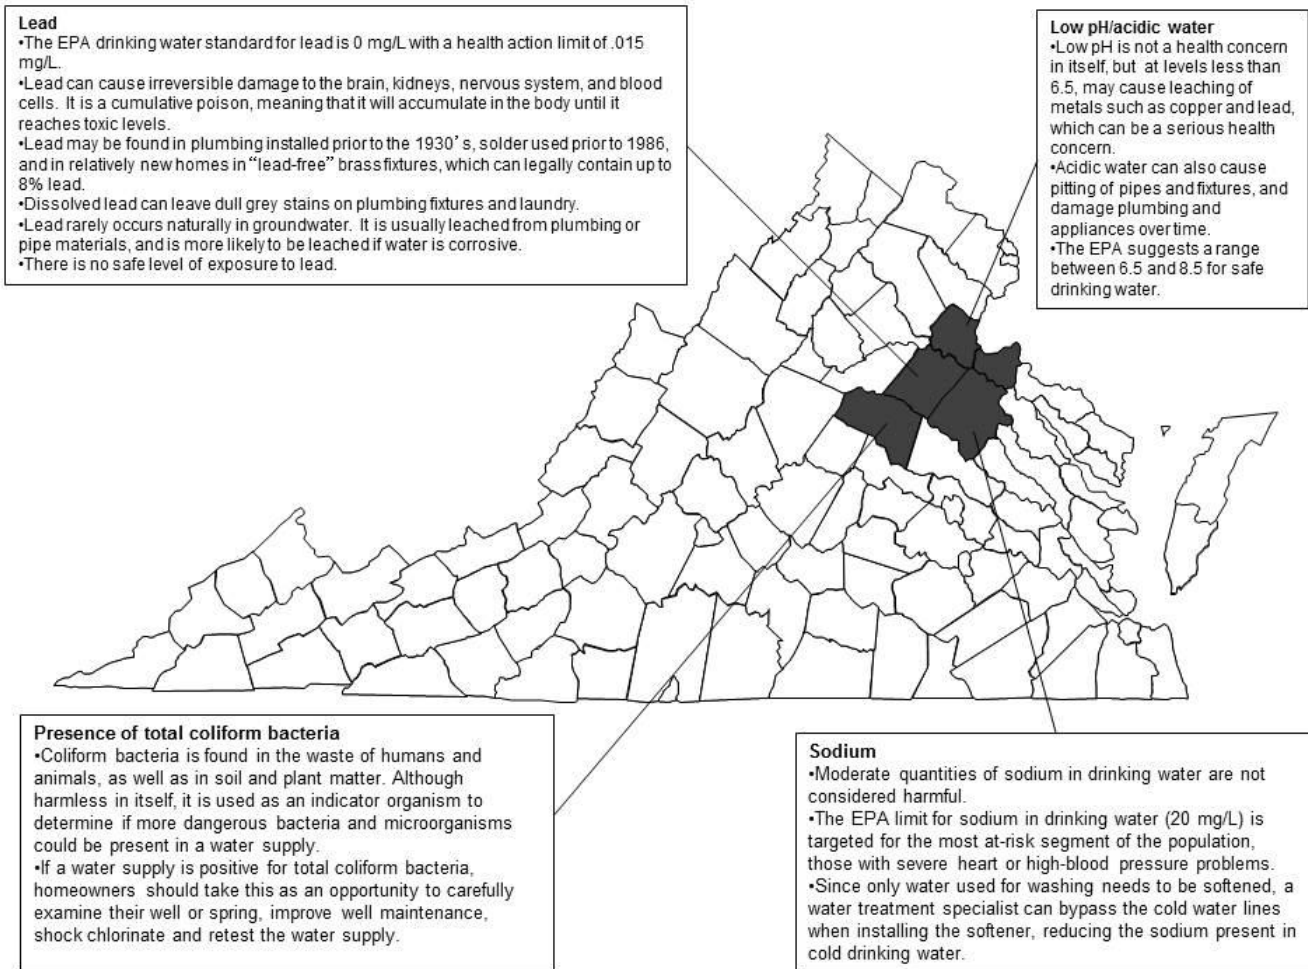 Lead
•The EPA drinking water standard for lead is 0 mg/L with a health action limit of .015
mg/L.
•Lead can cause irreversible damage to the brain, kidneys, nervous system, and blood
cells. It is a cumulative poison, meaning that it will accumulate in the body until it
reaches toxic levels.
•Lead may be found in plumbing installed prior to the 1930's, solder used prior to 1986,
and in relatively new homes in “lead-free” brass fixtures, which can legally contain up to
8% lead.
•Dissolved lead can leave dull grey stains on plumbing fixtures and laundry.
•Lead rarely occurs naturally in groundwater. It is usually leached from plumbing or
pipe materials, and is more likely to be leached if water is corrosive.
•There is no safe level of exposure to lead.
Low pH/acidic water
•Low pH is not a health concern
in itself, but at levels less than
6.5, may cause leaching of
metals such as copper and lead,
which can be a serious health
concern.
•Acidic water can also cause
pitting of pipes and fixtures, and
damage plumbing and
appliances over time.
•The EPA suggests a range
between 6.5 and 8.5 for safe
drinking water.
Presence of total coliform bacteria
•Coliform bacteria is found in the waste of humans and
animals, as well as in soil and plant matter. Although
harmless in itself, it is used as an indicator organism to
determine if more dangerous bacteria and microorganisms
could be present in a water supply.
•If a water supply is positive for total coliform bacteria,
homeowners should take this as an opportunity to carefully
examine their well or spring, improve well maintenance,
shock chlorinate and retest the water supply.
Sodium
•Moderate quantities of sodium in drinking water are not
considered harmful.
•The EPA limit for sodium in drinking water (20 mg/L) is
targeted for the most at-risk segment of the population,
those with severe heart or high-blood pressure problems.
•Since only water used for washing needs to be softened, a
water treatment specialist can bypass the cold water lines
when installing the softener, reducing the sodium present in
cold drinking water.